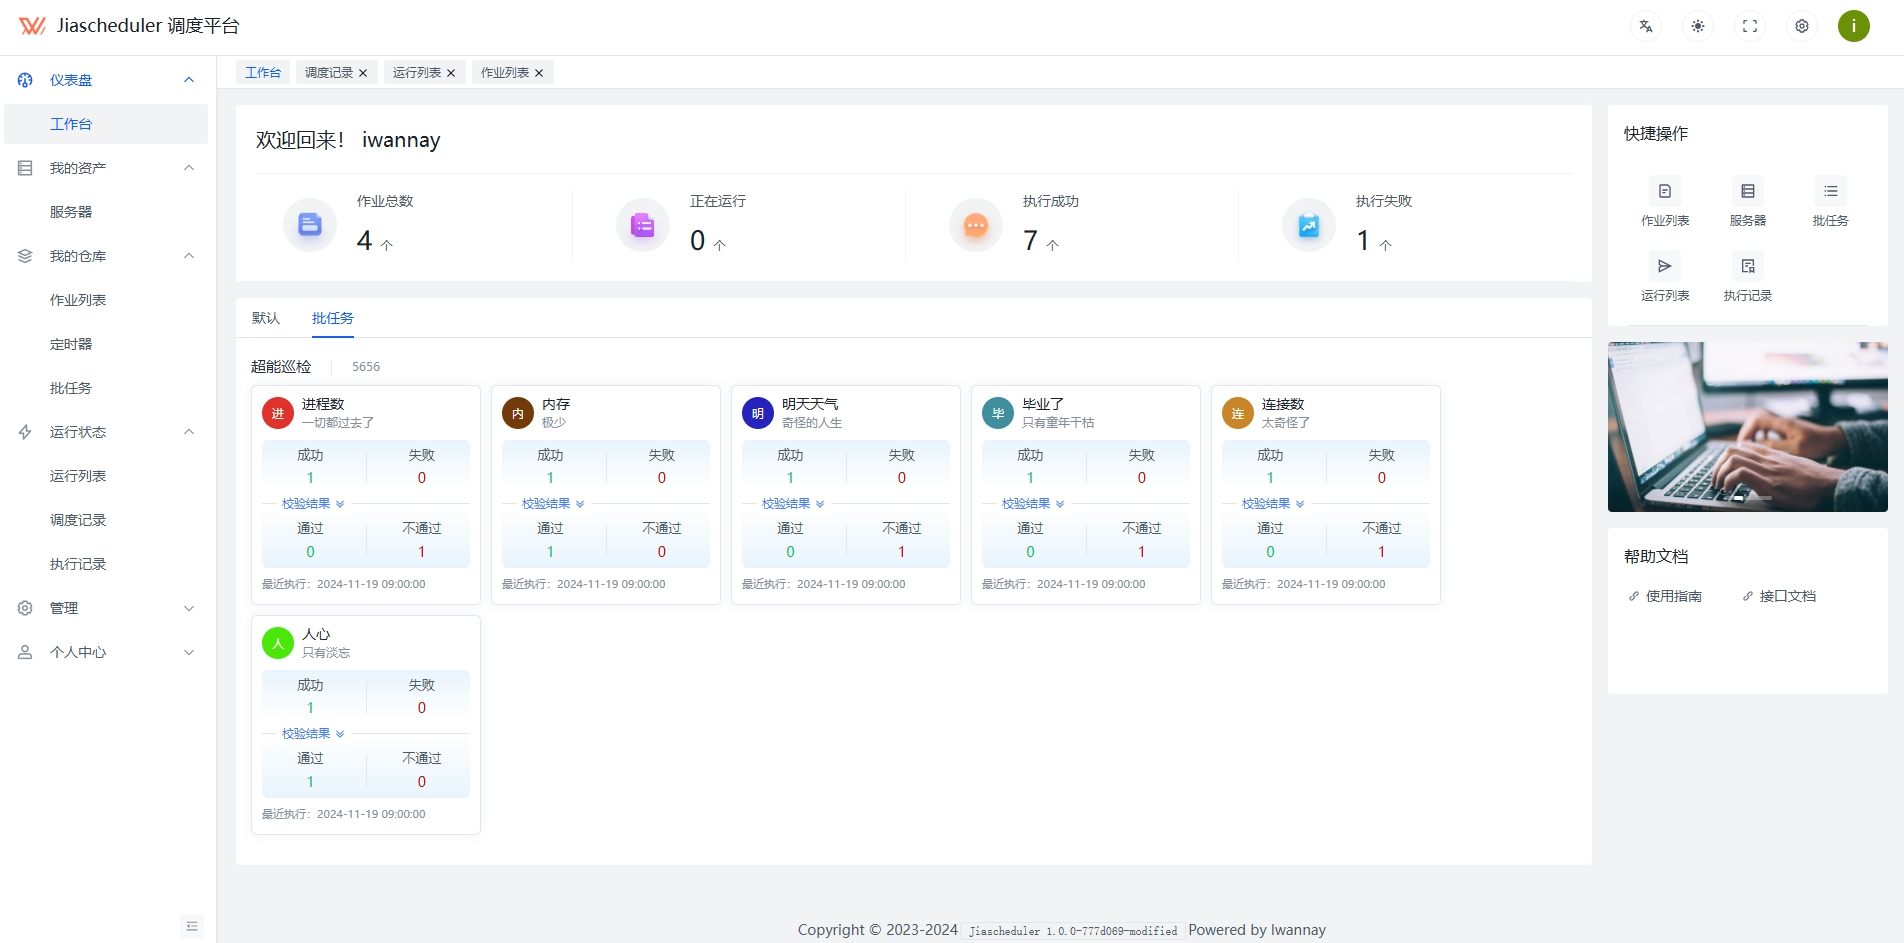 Jiascheduler 调度平台
i
仪表盘
工作台
我的资产
服务器
我的仓库
作业列表
定时器
批任务
运行状态
运行列表
调度记录
执行记录
管理
个人中心
工作台 调度记录 运行列表 作业列表
欢迎回来! iwannay
作业总数 正在运行 执行成功 执行失败
4 个 0 个 7 个 1 个
默认 批任务
超能巡检 5656
进 进程数
一切都过去了
成功 失败
1 0
校验结果
通过 不通过
0 1
最近执行: 2024-11-19 09:00:00
内 内存
极少
成功 失败
1 0
校验结果
通过 不通过
1 0
最近执行: 2024-11-19 09:00:00
明 明天天气
奇怪的人生
成功 失败
1 0
校验结果
通过 不通过
0 1
最近执行: 2024-11-19 09:00:00
毕 毕业了
只有童年干枯
成功 失败
1 0
校验结果
通过 不通过
0 1
最近执行: 2024-11-19 09:00:00
连 连接数
太奇怪了
成功 失败
1 0
校验结果
通过 不通过
0 1
最近执行: 2024-11-19 09:00:00
人 人心
只有淡忘
成功 失败
1 0
校验结果
通过 不通过
1 0
最近执行: 2024-11-19 09:00:00
快捷操作
作业列表 服务器 批任务
运行列表 执行记录
帮助文档
使用指南 接口文档
Copyright © 2023-2024 Jiascheduler 1.0.0-777d069-modified Powered by Iwannay